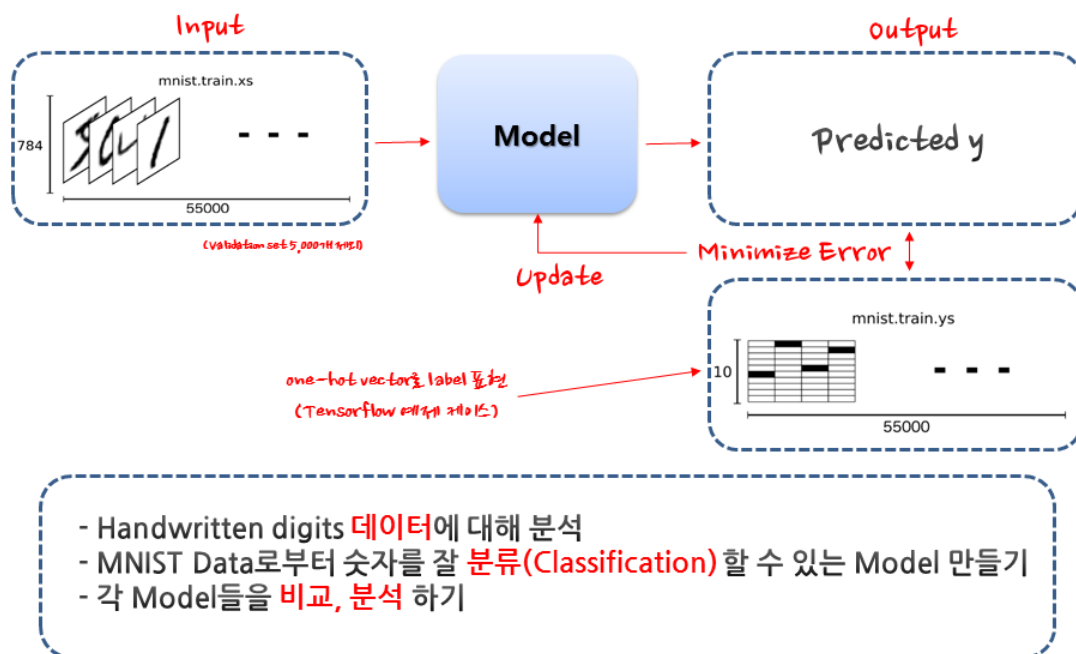 Input
Output
mnist.train.xs
784
55000
(Validation set 5,000개 제외)
Model
Predicted y
Update
Minimize Error
mnist.train.ys
10
55000
one-hot vector로 label 표현
(Tensorflow 예제 케이스)
- Handwritten digits 데이터에 대해 분석
- MNIST Data로부터 숫자를 잘 분류(Classification) 할 수 있는 Model 만들기
- 각 Model들을 비교, 분석 하기